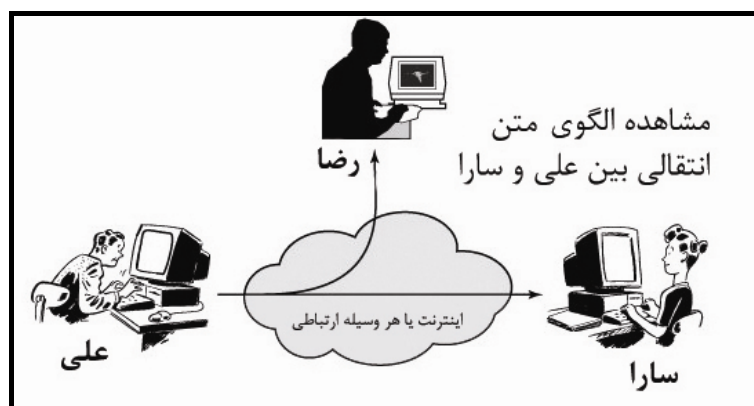 مشاهده الگوی متن
انتقالی بین علی و سارا
رضا
اینترنت یا هر وسیله ارتباطی
علی
سارا